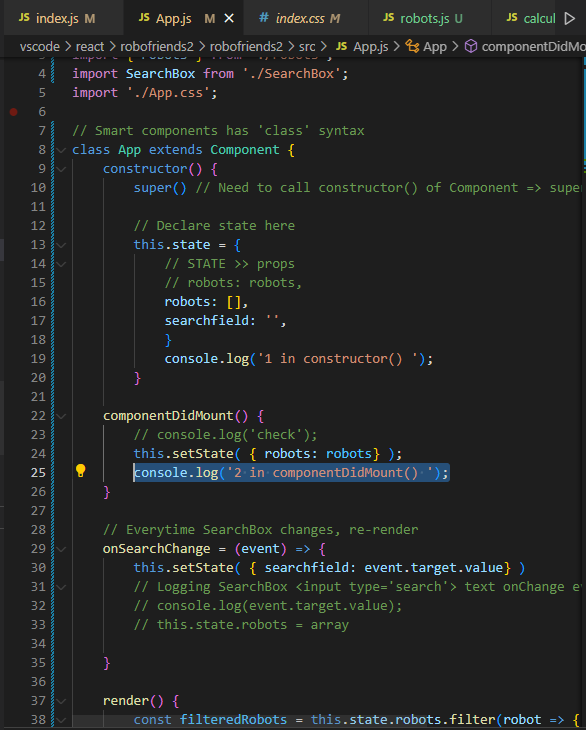 JS index.js M JS App.js M × # index.css M JS robots.js U JS calcul
vscode > react > robofriends2 > robofriends2 > src > JS App.js > App > componentDidMo
4 import SearchBox from './SearchBox';
5 import './App.css';
6
7 // Smart components has 'class' syntax
8 class App extends Component {
9 constructor() {
10 super() // Need to call constructor() of Component => supe
11
12 // Declare state here
13 this.state = {
14 // STATE >> props
15 // robots: robots,
16 robots: [],
17 searchfield: '',
18 }
19 console.log('1 in constructor() ');
20 }
21
22 componentDidMount() {
23 // console.log('check');
24 this.setState( { robots: robots} );
25 console.log('2 in componentDidMount() ');
26 }
27
28 // Everytime SearchBox changes, re-render
29 onSearchChange = (event) => {
30 this.setState( { searchfield: event.target.value} )
31 // Logging SearchBox <input type='search'> text onChange e
32 // console.log(event.target.value);
33 // this.state.robots = array
34
35 }
36
37 render() {
38 const filteredRobots = this.state.robots.filter(robot => {